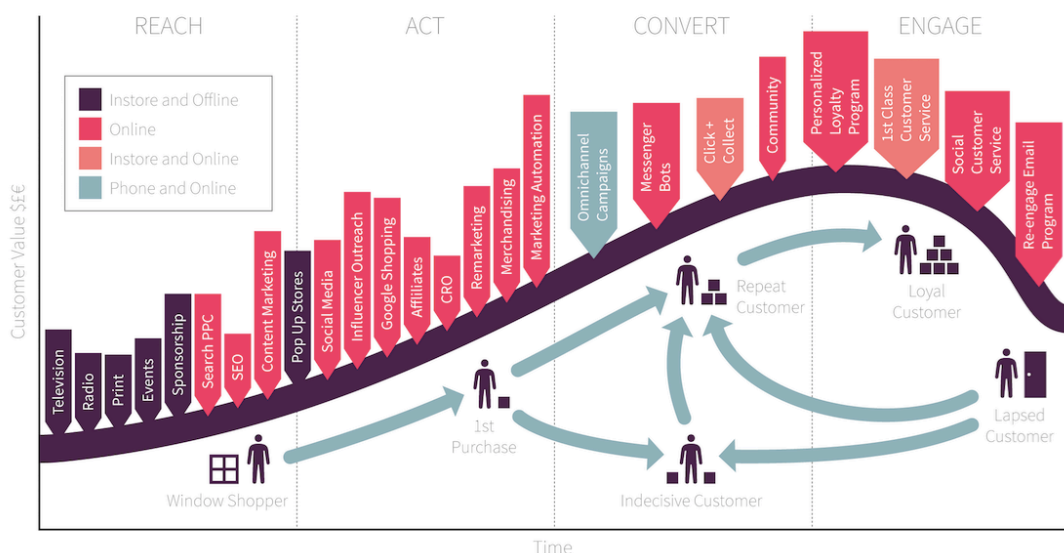 REACH
ACT
CONVERT
ENGAGE
Instore and Offline
Online
Instore and Online
Phone and Online
Customer Value $£€
Television
Radio
Print
Events
Sponsorship
Search PPC
SEO
Content Marketing
Pop Up Stores
Social Media
Influencer Outreach
Google Shopping
Affliliates
CRO
Remarketing
Merchandising
Marketing Automation
Omnichannel
Campaigns
Messenger
Bots
Click +
Collect
Community
Personalized
Loyalty
Program
1st Class
Customer
Service
Social
Customer
Service
Re-engage Email
Program
Window Shopper
1st
Purchase
Indecisive Customer
Repeat
Customer
Loyal
Customer
Lapsed
Customer
Time